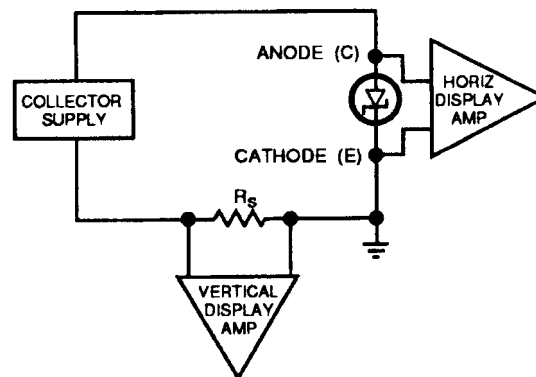 ANODE (C)
HORIZ
DISPLAY
AMP
COLLECTOR
SUPPLY
CATHODE (E)
RS
VERTICAL
DISPLAY
AMP